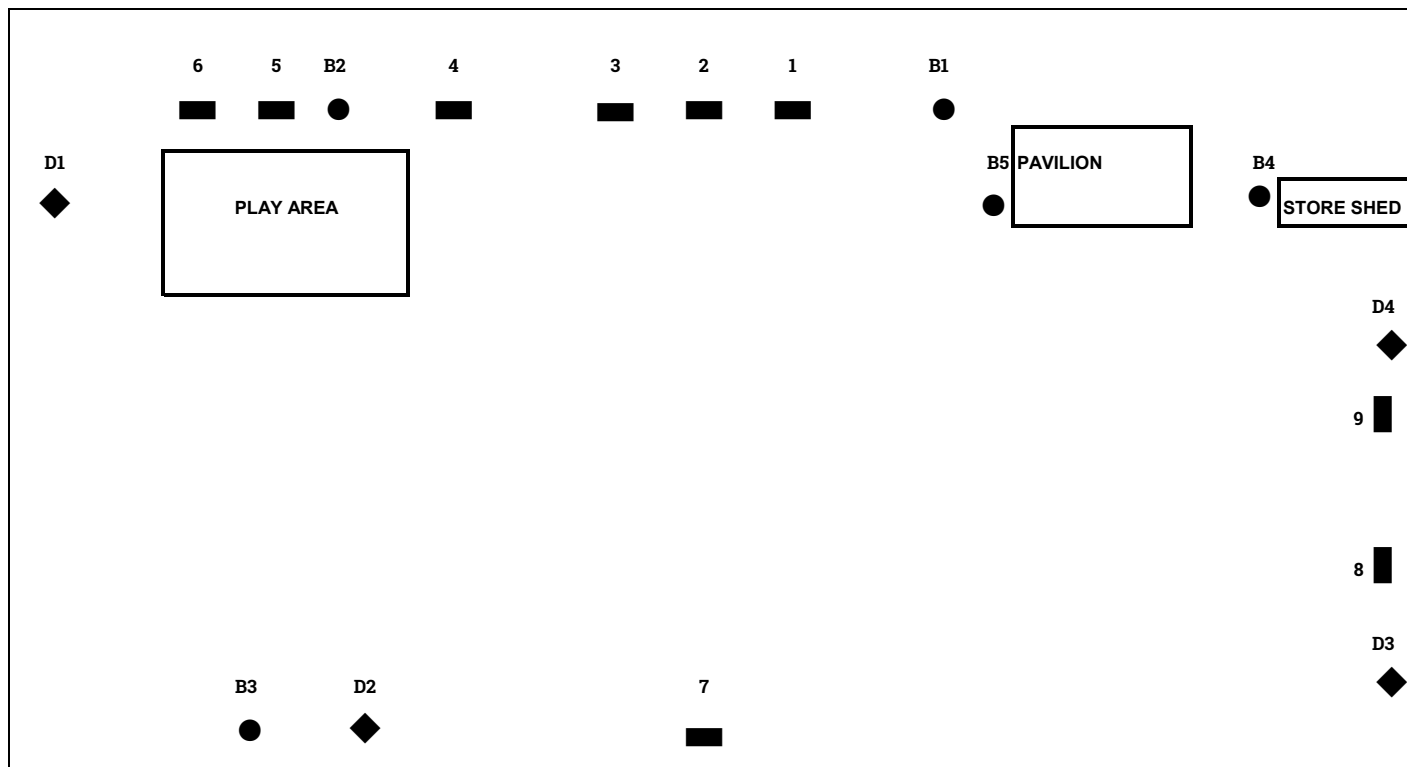 6 5 B2 4 3 2 1 B1
D1 B5 PAVILION B4
PLAY AREA STORE SHED
D4
9
8
D3
B3 D2 7